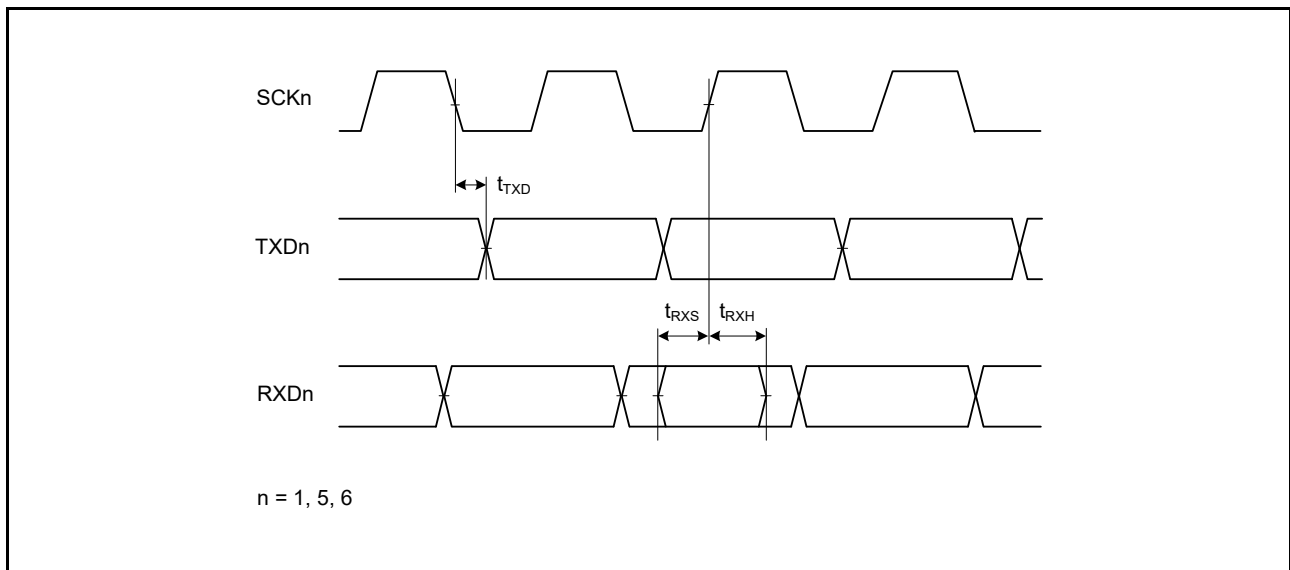 SCKn
tTXD
TXDn
tRXS tRXH
RXDn
n = 1, 5, 6